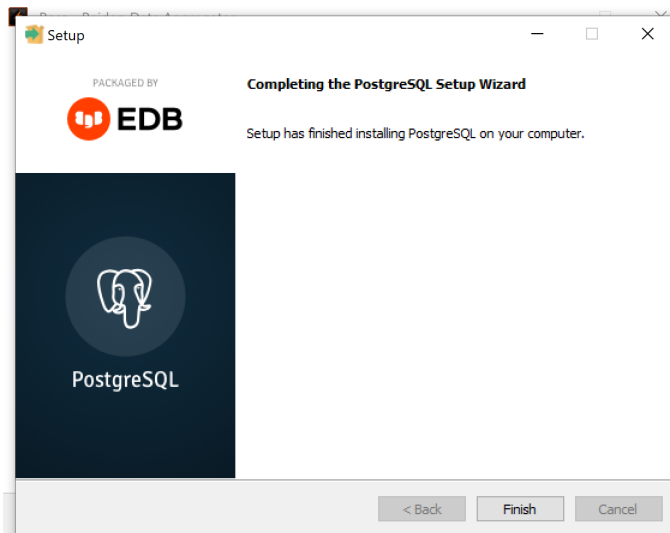 Setup
PACKAGED BY
EDB
Completing the PostgreSQL Setup Wizard
Setup has finished installing PostgreSQL on your computer.
PostgreSQL
< Back
Finish
Cancel